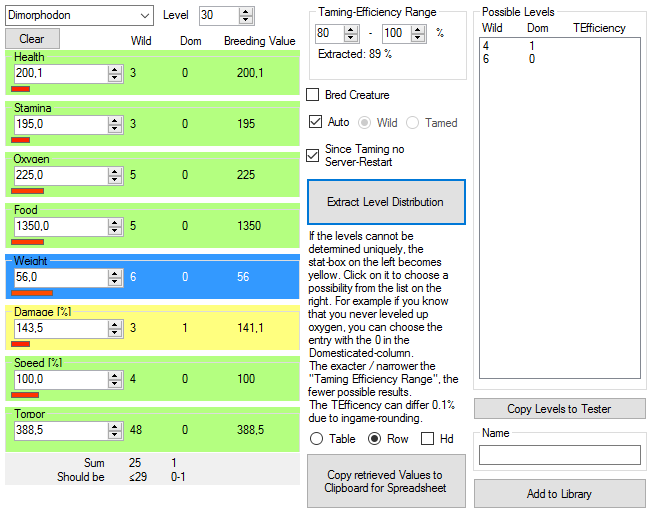 Dimorphodon Level 30
Clear Wild Dom Breeding Value
Health
200,1 3 0 200,1
Stamina
195,0 3 0 195
Oxygen
225,0 5 0 225
Food
1350,0 5 0 1350
Weight
56,0 6 0 56
Damage [%]
143,5 3 1 141,1
Speed [%]
100,0 4 0 100
Torpor
388,5 48 0 388,5
Sum 25 1
Should be ≤29 0-1
Taming-Efficiency Range
80 - 100 %
Extracted: 89 %
Bred Creature
Auto Wild Tamed
Since Taming no
Server-Restart
Extract Level Distribution
If the levels cannot be
determined uniquely, the
stat-box on the left becomes
yellow. Click on it to choose a
possibility from the list on the
right. For example if you know
that you never leveled up
oxygen, you can choose the
entry with the 0 in the
Domesticated-column.
The exacter / narrower the
"Taming Efficiency Range", the
fewer possible results.
The TEfficency can differ 0.1%
due to ingame-rounding.
Table Row Hd
Copy retrieved Values to
Clipboard for Spreadsheet
Possible Levels
Wild Dom TEfficiency
4 1
6 0
Copy Levels to Tester
Name
Add to Library